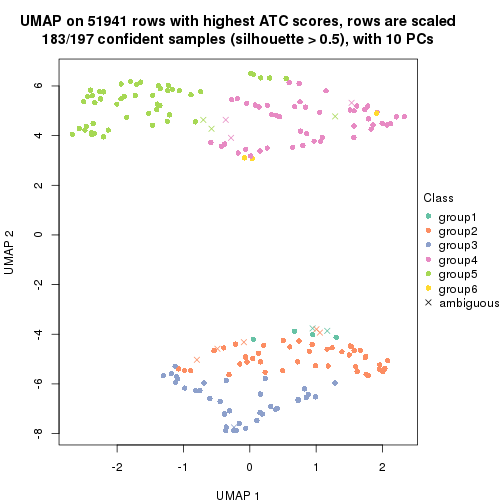 UMAP on 51941 rows with highest ATC scores, rows are scaled
183/197 confident samples (silhouette > 0.5), with 10 PCs
6
4
2
0
-2
-4
-6
-8
UMAP 2
-2
-1
0
1
2
UMAP 1
Class
group1
group2
group3
group4
group5
group6
ambiguous